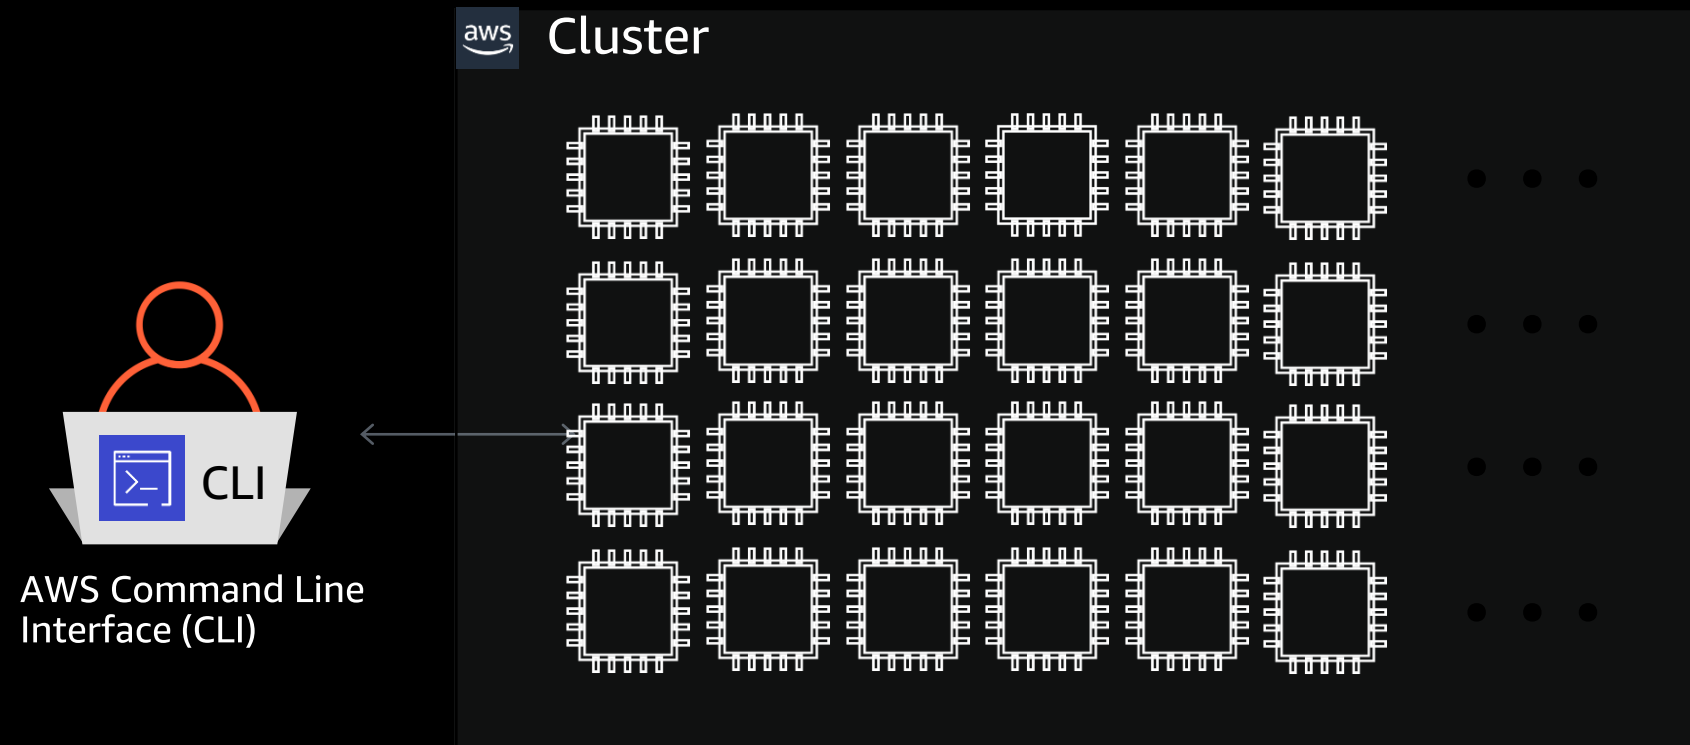 aws
Cluster
CLI
AWS Command Line
Interface (CLI)